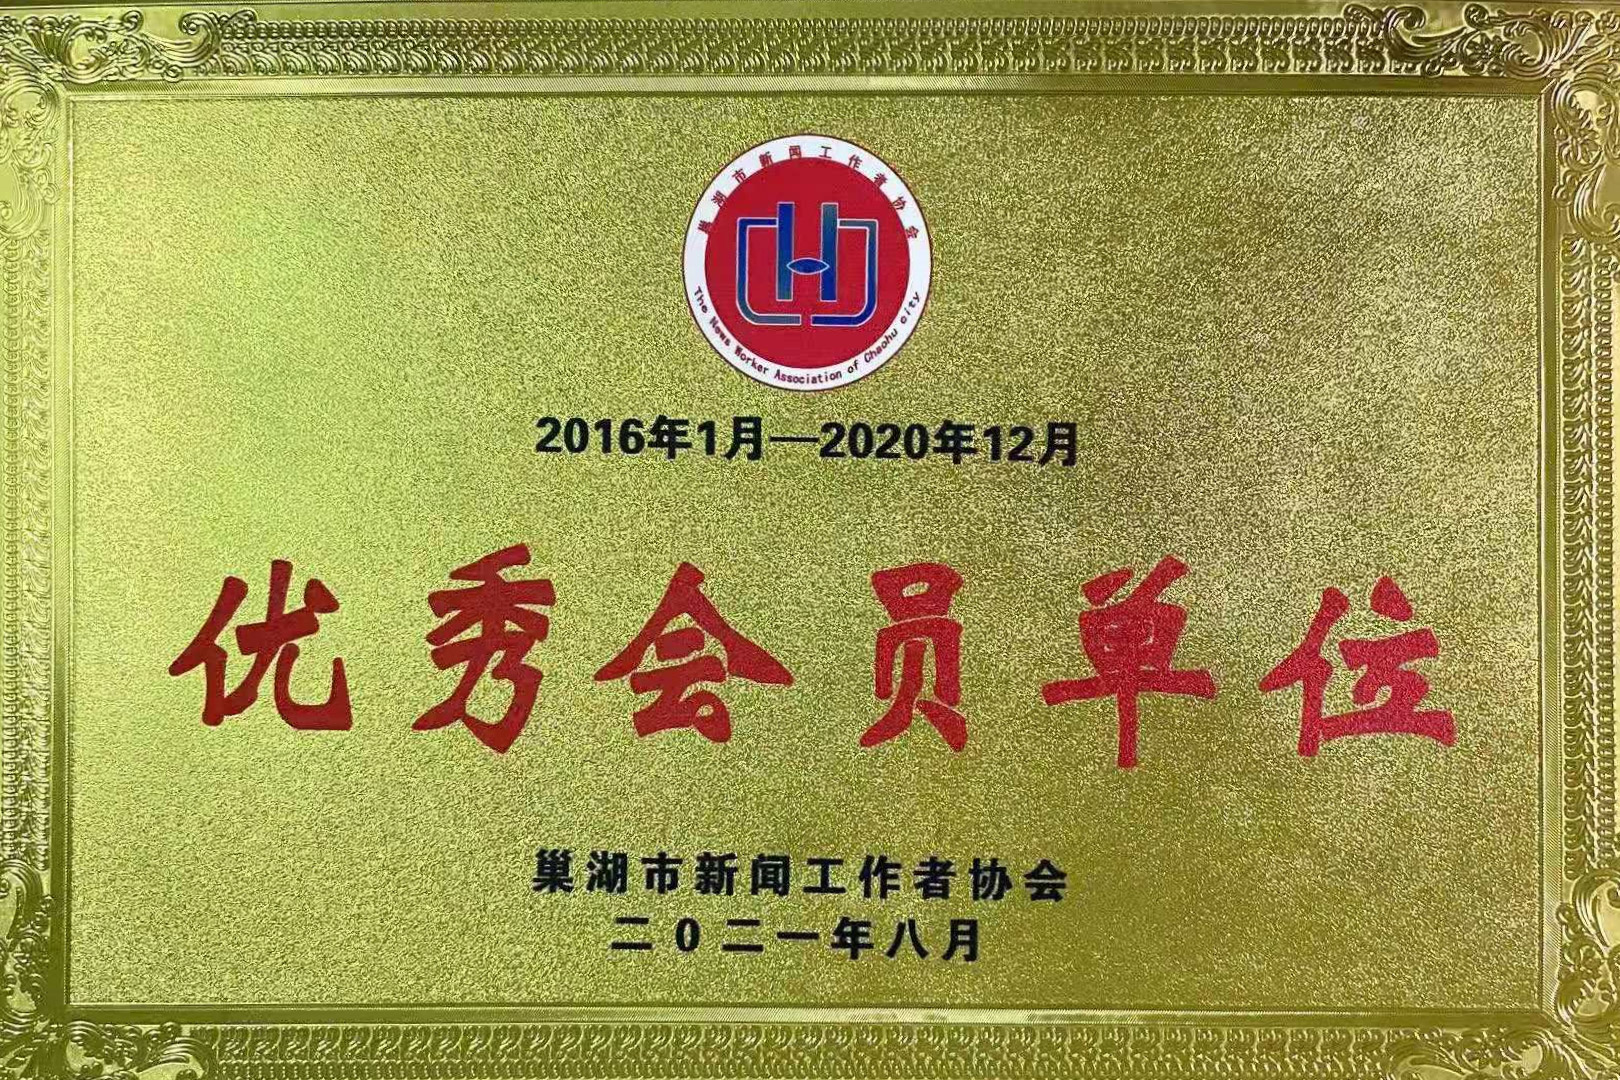 巢湖市新闻工作者协会
The News Worker Association of Chaohu city
2016年1月—2020年12月
优秀会员单位
巢湖市新闻工作者协会
二0二一年八月